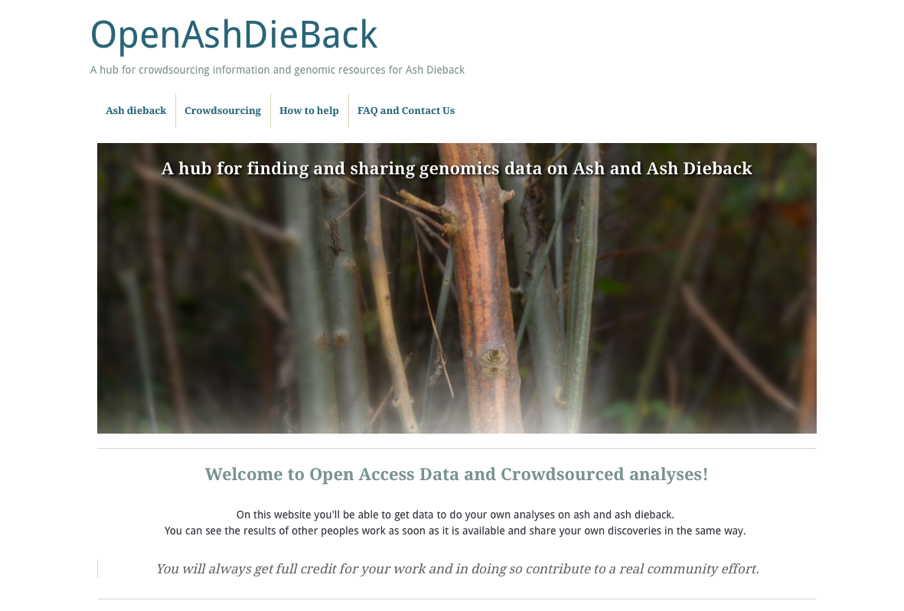 OpenAshDieBack
A hub for crowdsourcing information and genomic resources for Ash Dieback
Ash dieback
Crowdsourcing
How to help
FAQ and Contact Us
A hub for finding and sharing genomics data on Ash and Ash Dieback
Welcome to Open Access Data and Crowdsourced analyses!
On this website you'll be able to get data to do your own analyses on ash and ash dieback.
You can see the results of other peoples work as soon as it is available and share your own discoveries in the same way.
You will always get full credit for your work and in doing so contribute to a real community effort.